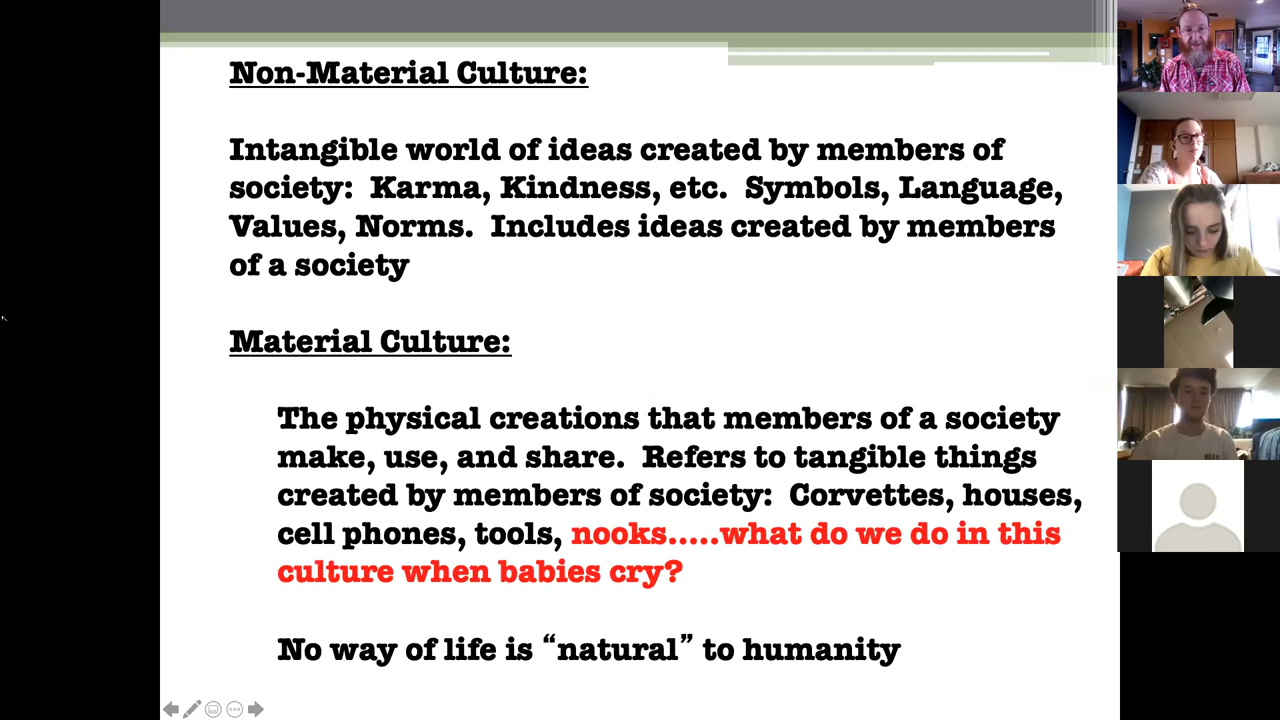 Non-Material Culture:
Intangible world of ideas created by members of
society:  Karma, Kindness, etc.  Symbols, Language,
Values, Norms.  Includes ideas created by members
of a society
Material Culture:
The physical creations that members of a society
make, use, and share.  Refers to tangible things
created by members of society:  Corvettes, houses,
cell phones, tools, nooks.....what do we do in this
culture when babies cry?
No way of life is “natural” to humanity